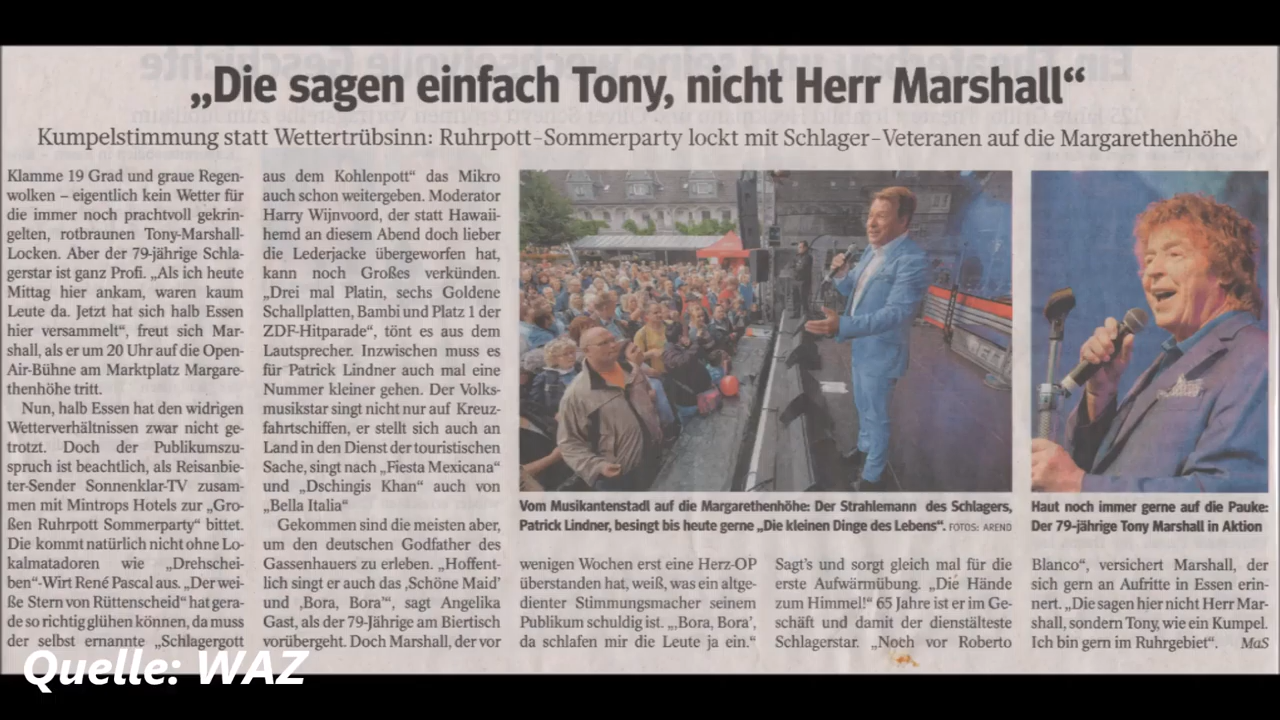 „Die sagen einfach Tony, nicht Herr Marshall“
Kumpelstimmung statt Wettertrübsinn: Ruhrpott-Sommerparty lockt mit Schlager-Veteranen auf die Margarethenhöhe
Klamme 19 Grad und graue Regen-
wolken – eigentlich kein Wetter für
die immer noch prachtvoll gekrin-
gelten, rotbraunen Tony-Marshall-
Locken. Aber der 79-jährige Schla-
gerstar ist ganz Profi. „Als ich heute
Mittag hier ankam, waren kaum
Leute da. Jetzt hat sich halb Essen
hier versammelt“, freut sich Mar-
shall, als er um 20 Uhr auf die Open-
Air-Bühne am Marktplatz Margare-
thenhöhe tritt.
Nun, halb Essen hat den widrigen
Wetterverhältnissen zwar nicht ge-
trotzt. Doch der Publikumszu-
spruch ist beachtlich, als Reisanbie-
ter-Sender Sonnenklar-TV zusam-
men mit Mintrops Hotels zur „Gro-
ßen Ruhrpott Sommerparty“ bittet.
Die kommt natürlich nicht ohne Lo-
kalmatadoren wie „Drehschei-
ben“-Wirt René Pascal aus. „Der wei-
ße Stern von Rüttenscheid“ hat gera-
de so richtig glühen können, da muss
der selbst ernannte „Schlagergott
aus dem Kohlenpott“ das Mikro
auch schon weitergeben. Moderator
Harry Wijnvoord, der statt Hawaii-
hemd an diesem Abend doch lieber
die Lederjacke übergeworfen hat,
kann noch Großes verkünden.
„Drei mal Platin, sechs Goldene
Schallplatten, Bambi und Platz 1 der
ZDF-Hitparade“, tönt es aus dem
Lautsprecher. Inzwischen muss es
für Patrick Lindner auch mal eine
Nummer kleiner gehen. Der Volks-
musikstar singt nicht nur auf Kreuz-
fahrtschiffen, er stellt sich auch an
Land in den Dienst der touristischen
Sache, singt nach „Fiesta Mexicana“
und „Dschingis Khan“ auch von
„Bella Italia“
Gekommen sind die meisten aber,
um den deutschen Godfather des
Gassenhauers zu erleben. „Hoffent-
lich singt er auch das ‚Schöne Maid’
und ‚Bora, Bora’“, sagt Angelika
Gast, als der 79-Jährige am Biertisch
vorübergeht. Doch Marshall, der vor
Vom Musikantenstadl auf die Margarethenhöhe: Der Strahlemann des Schlagers,
Patrick Lindner, besingt bis heute gerne „Die kleinen Dinge des Lebens“. FOTOS: AREND
Haut noch immer gerne auf die Pauke:
Der 79-jährige Tony Marshall in Aktion
wenigen Wochen erst eine Herz-OP
überstanden hat, weiß, was ein altge-
dienter Stimmungsmacher seinem
Publikum schuldig ist. „‚Bora, Bora’,
da schlafen mir die Leute ja ein.“
Sagt’s und sorgt gleich mal für die
erste Aufwärmübung. „Die Hände
zum Himmel!“ 65 Jahre ist er im Ge-
schäft und damit der dienstälteste
Schlagerstar. „Noch vor Roberto
Blanco“, versichert Marshall, der
sich gern an Aufritte in Essen erin-
nert. „Die sagen hier nicht Herr Mar-
shall, sondern Tony, wie ein Kumpel.
Ich bin gern im Ruhrgebiet“. MaS
Quelle: WAZ